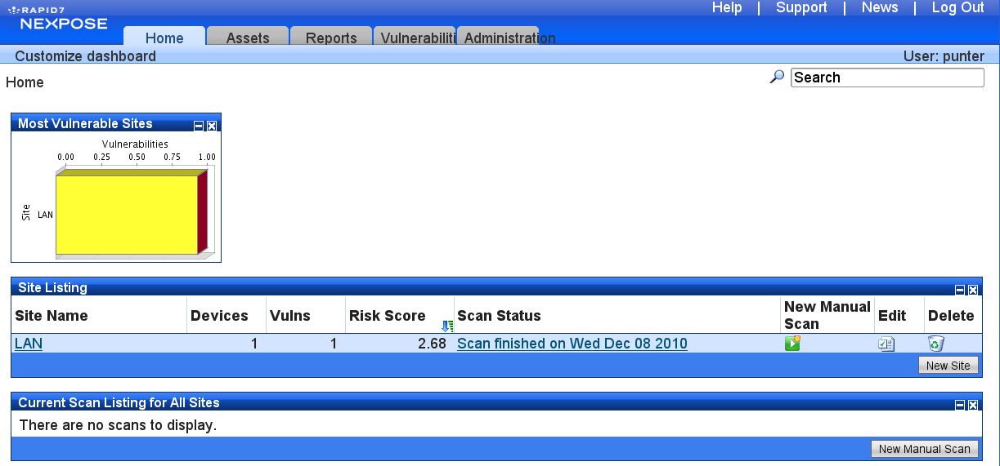 RAPID7
NEXPOSE
Help | Support | News | Log Out
Home Assets Reports Vulnerabiliti Administration
Customize dashboard User: punter
Home Search
Most Vulnerable Sites
Vulnerabilities
0.00 0.25 0.50 0.75 1.00
Site
LAN
Site Listing
Site Name Devices Vulns Risk Score Scan Status New Manual Scan Edit Delete
LAN 1 1 2.68 Scan finished on Wed Dec 08 2010
New Site
Current Scan Listing for All Sites
There are no scans to display.
New Manual Scan